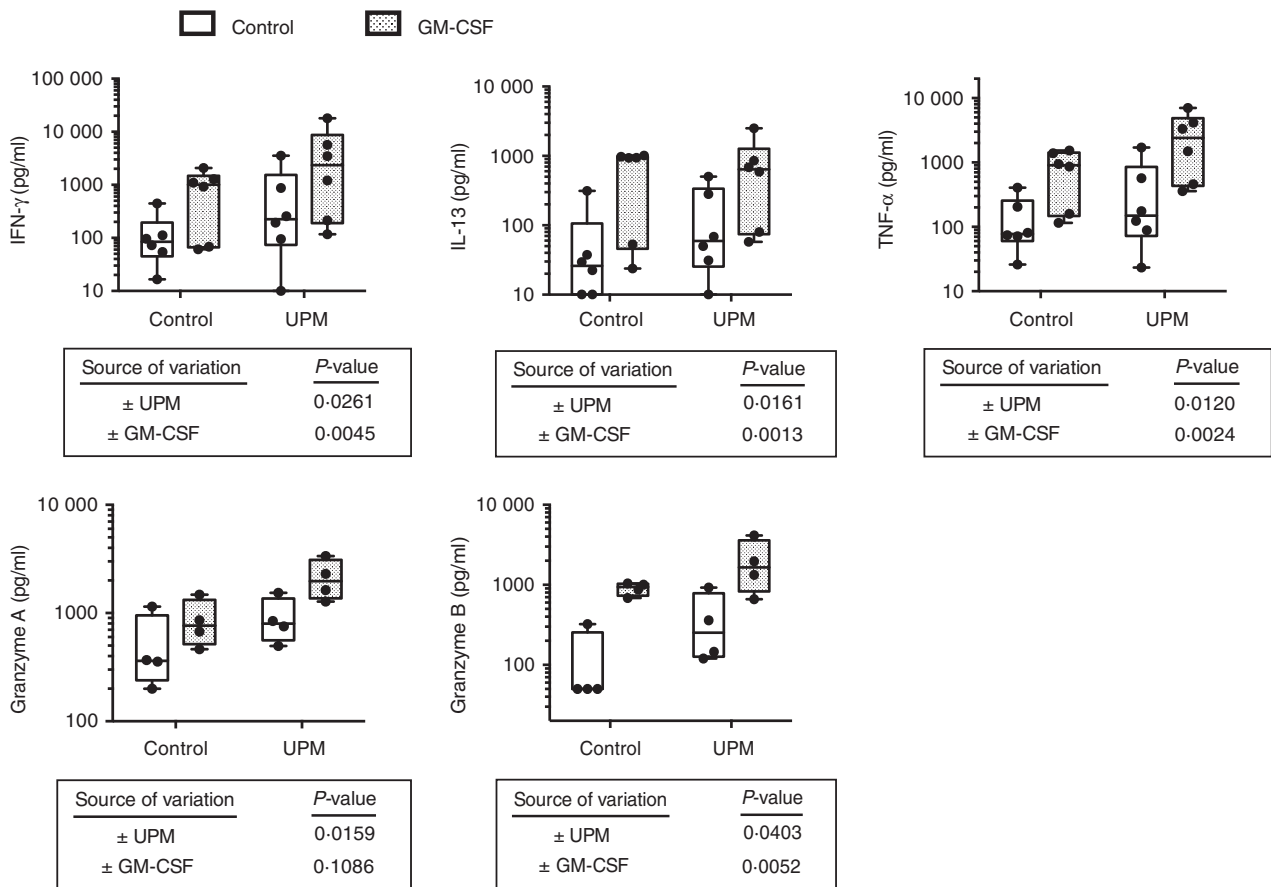 Control GM-CSF
IFN-γ (pg/ml)
100 000
10 000
1000
100
10
Control UPM
IL-13 (pg/ml)
10 000
1000
100
10
Control UPM
TNF-α (pg/ml)
10 000
1000
100
10
Control UPM
Source of variation P-value
± UPM 0·0261
± GM-CSF 0·0045
Source of variation P-value
± UPM 0·0161
± GM-CSF 0·0013
Source of variation P-value
± UPM 0·0120
± GM-CSF 0·0024
Granzyme A (pg/ml)
10 000
1000
100
Control UPM
Granzyme B (pg/ml)
10 000
1000
100
Control UPM
Source of variation P-value
± UPM 0·0159
± GM-CSF 0·1086
Source of variation P-value
± UPM 0·0403
± GM-CSF 0·0052